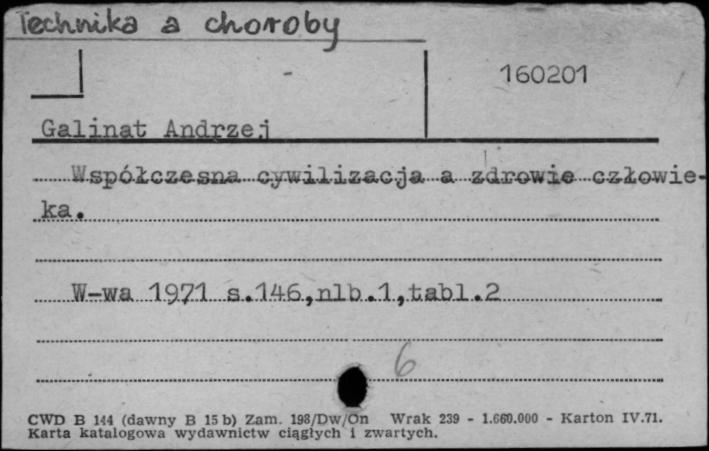 Technika a choroby
160201
Galinat Andrzej
Współczesna cywilizacja a zdrowie człowie-
ka.
W-wa 1971 s.146,nlb.1,tabl.2
6
CWD B 144 (dawny B 15 b) Zam. 198/Dw/On Wrak 239 - 1.660.000 - Karton IV.71.
Karta katalogowa wydawnictw ciągłych i zwartych.